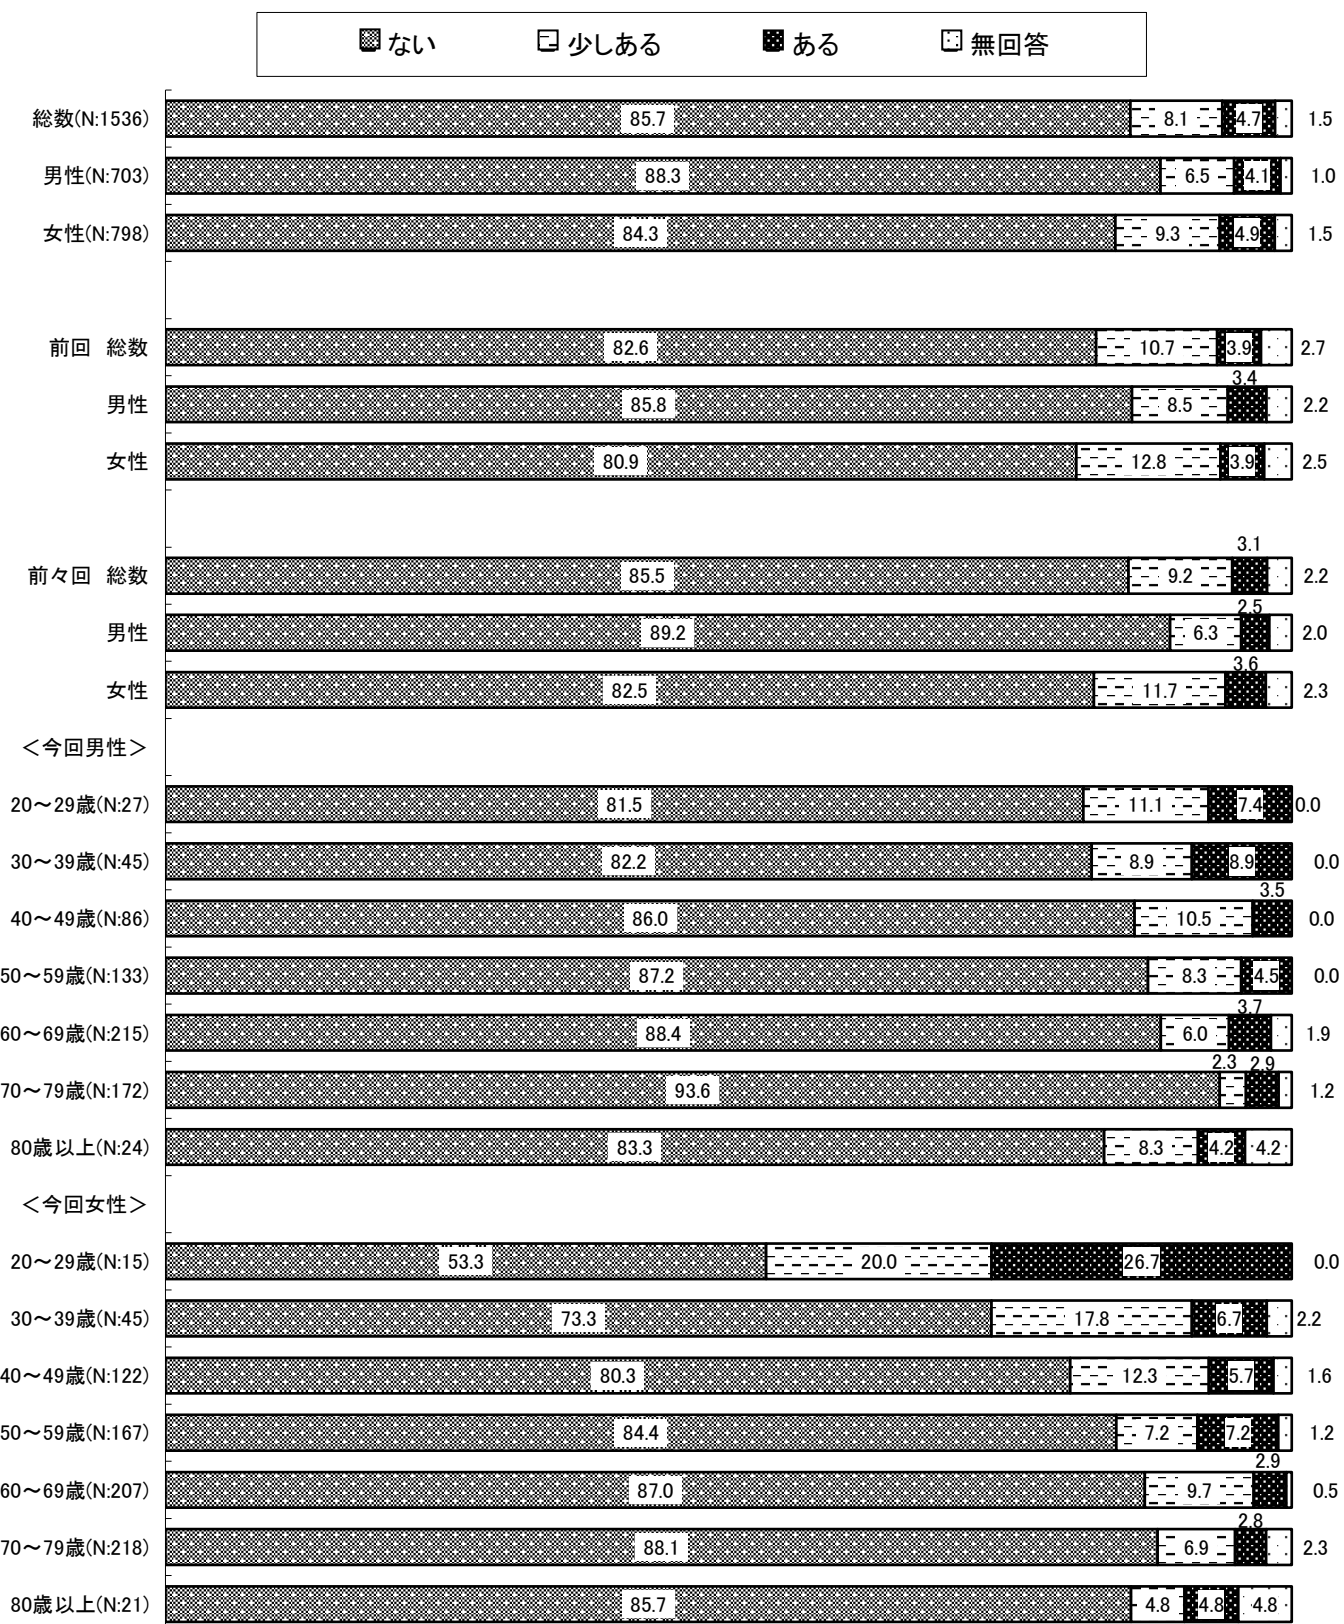 ない 少しある ある 無回答
総数(N:1536) 85.7 8.1 4.7 1.5
男性(N:703) 88.3 6.5 4.1 1.0
女性(N:798) 84.3 9.3 4.9 1.5
前回 総数 82.6 10.7 3.9 2.7
男性 85.8 8.5 3.4 2.2
女性 80.9 12.8 3.9 2.5
前々回 総数 85.5 9.2 3.1 2.2
男性 89.2 6.3 2.5 2.0
女性 82.5 11.7 3.6 2.3
＜今回男性＞
20～29歳(N:27) 81.5 11.1 7.4 0.0
30～39歳(N:45) 82.2 8.9 8.9 0.0
40～49歳(N:86) 86.0 10.5 3.5 0.0
50～59歳(N:133) 87.2 8.3 4.5 0.0
60～69歳(N:215) 88.4 6.0 3.7 1.9
70～79歳(N:172) 93.6 2.3 2.9 1.2
80歳以上(N:24) 83.3 8.3 4.2 4.2
＜今回女性＞
20～29歳(N:15) 53.3 20.0 26.7 0.0
30～39歳(N:45) 73.3 17.8 6.7 2.2
40～49歳(N:122) 80.3 12.3 5.7 1.6
50～59歳(N:167) 84.4 7.2 7.2 1.2
60～69歳(N:207) 87.0 9.7 2.9 0.5
70～79歳(N:218) 88.1 6.9 2.8 2.3
80歳以上(N:21) 85.7 4.8 4.8 4.8